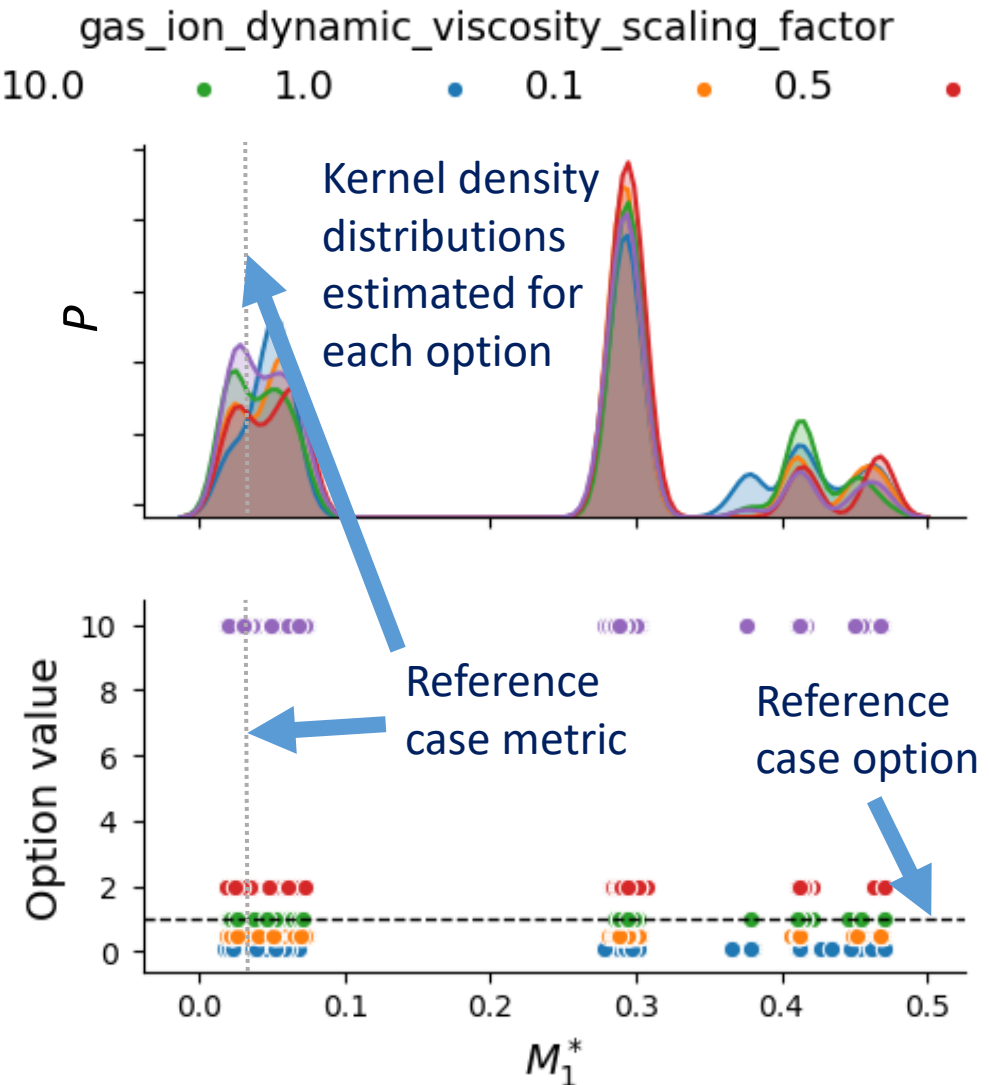 gas_ion_dynamic_viscosity_scaling_factor
10.0 1.0 0.1 0.5
Kernel density
distributions
estimated for
each option
P
10
8
6
4
2
0
Option value
Reference
case metric
Reference
case option
0.0 0.1 0.2 0.3 0.4 0.5
M₁*